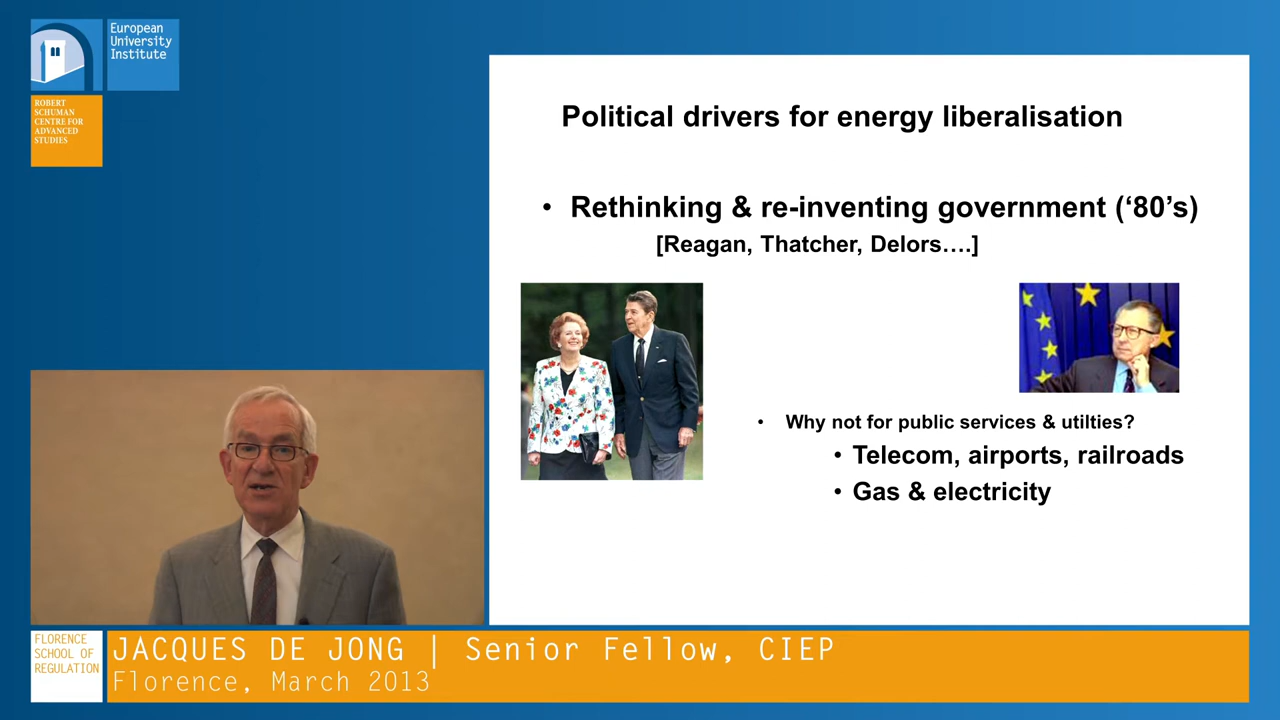 European
University
Institute
ROBERT
SCHUMAN
CENTRE FOR
ADVANCED
STUDIES
Political drivers for energy liberalisation
• Rethinking & re-inventing government (‘80’s)
[Reagan, Thatcher, Delors….]
• Why not for public services & utilties?
• Telecom, airports, railroads
• Gas & electricity
FLORENCE
SCHOOL OF
REGULATION
JACQUES DE JONG | Senior Fellow, CIEP
Florence, March 2013